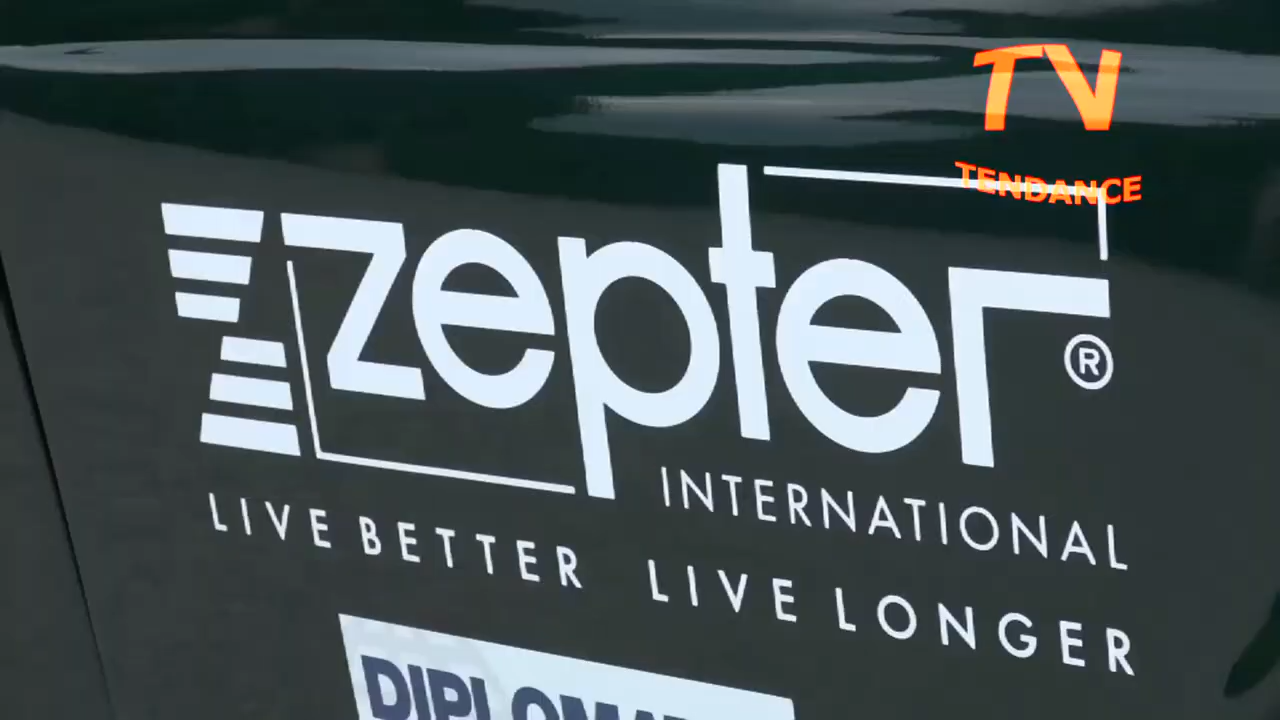 TV
TENDANCE
zepter
®
INTERNATIONAL
LIVE BETTER LIVE LONGER